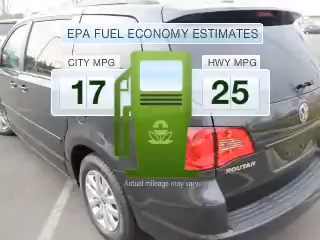 EPA FUEL ECONOMY ESTIMATES
CITY MPG
HWY MPG
17
25
ROUTAN
Actual mileage may vary.